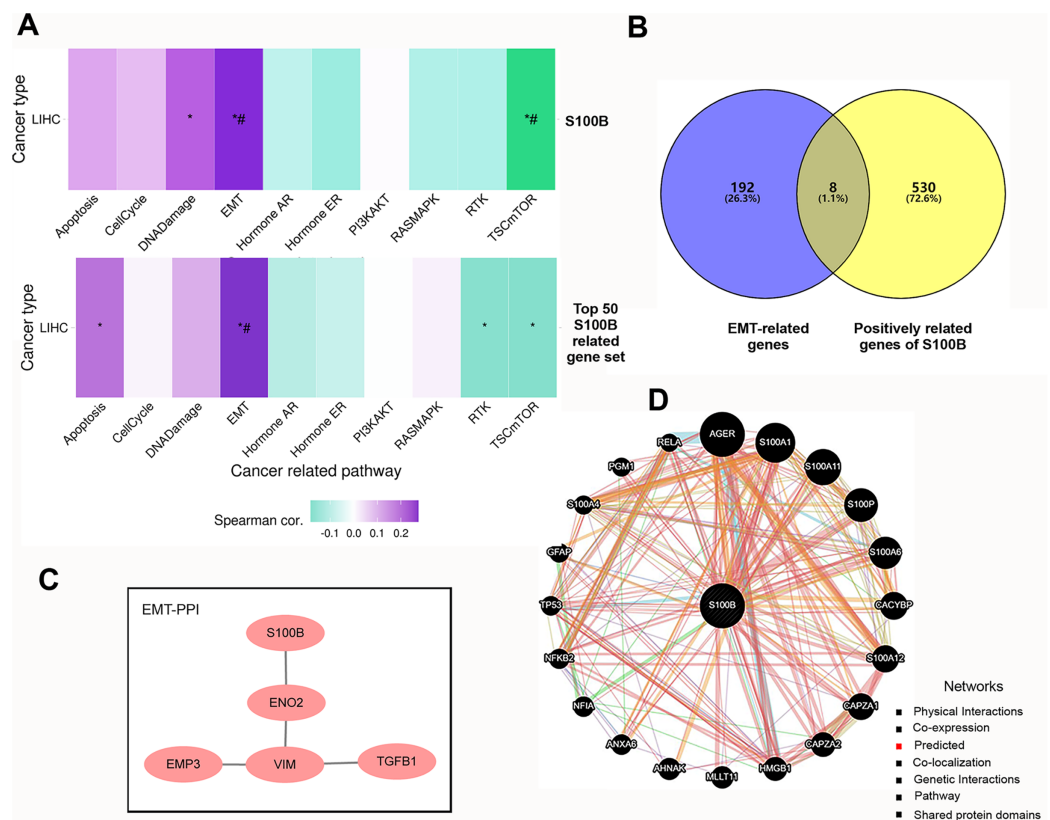 A
Cancer type
LIHC
*
*#
*#
S100B
Apoptosis
CellCycle
DNADamage
EMT
Hormone AR
Hormone ER
PI3KAKT
RASMAPK
RTK
TSCmTOR
Cancer type
LIHC
*
*#
*
*
Top 50
S100B
related
gene set
Apoptosis
CellCycle
DNADamage
EMT
Hormone AR
Hormone ER
PI3KAKT
RASMAPK
RTK
TSCmTOR
Cancer related pathway
Spearman cor.
-0.1 0.0 0.1 0.2
B
192
(26.3%)
8
(1.1%)
530
(72.6%)
EMT-related
genes
Positively related
genes of S100B
C
EMT-PPI
S100B
ENO2
EMP3
VIM
TGFB1
D
AGER
S100A1
S100A11
S100P
S100A6
CACYBP
S100A12
CAPZA1
CAPZA2
HMGB1
MLLT11
AHNAK
ANXA6
NFIA
NFKB2
TP53
GFAP
S100A4
PGM1
RELA
S100B
Networks
Physical Interactions
Co-expression
Predicted
Co-localization
Genetic Interactions
Pathway
Shared protein domains